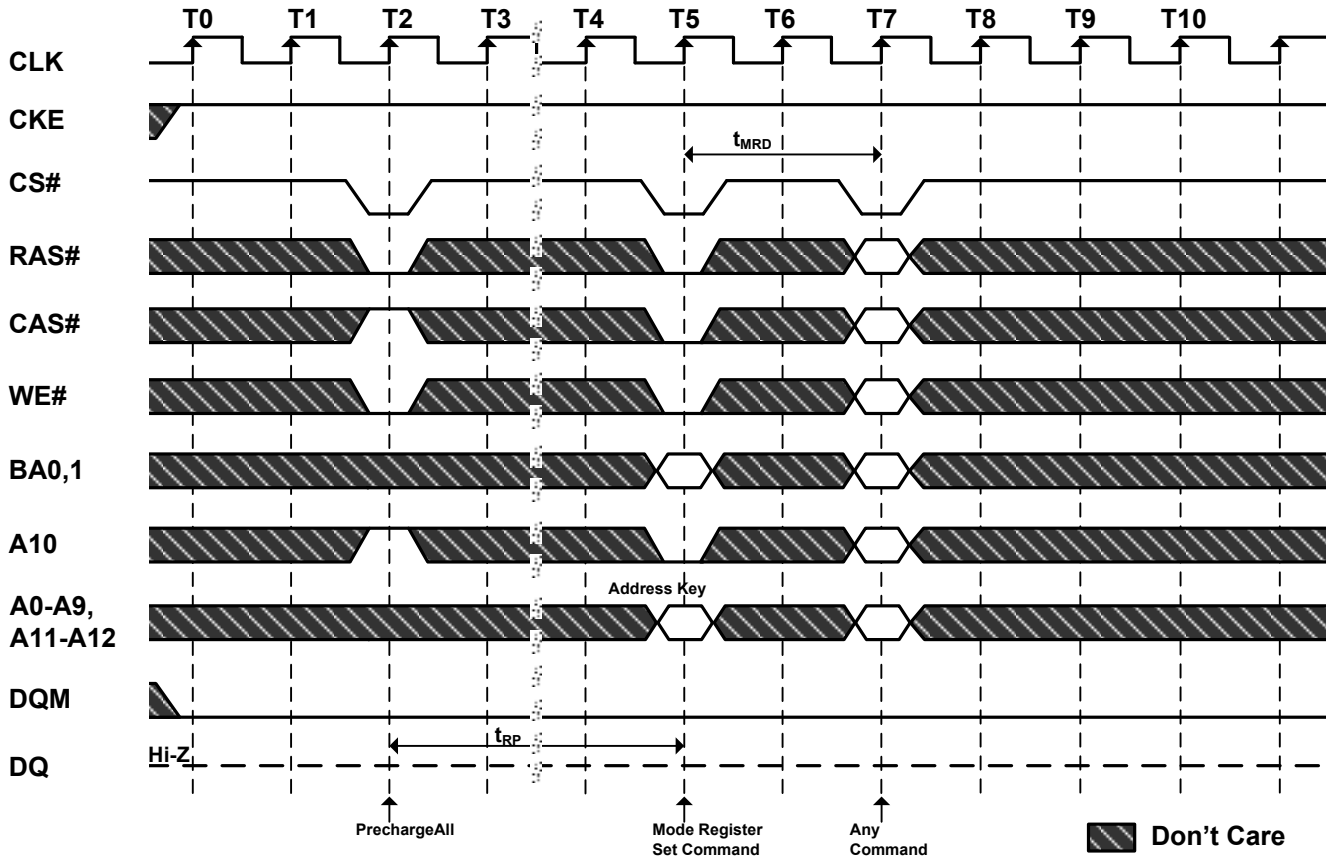 T0 T1 T2 T3 T4 T5 T6 T7 T8 T9 T10
CLK
CKE
tMRD
CS#
RAS#
CAS#
WE#
BA0,1
A10
Address Key
A0-A9,
A11-A12
DQM
tRP
Hi-Z
DQ
PrechargeAll
Mode Register
Set Command
Any
Command
Don't Care